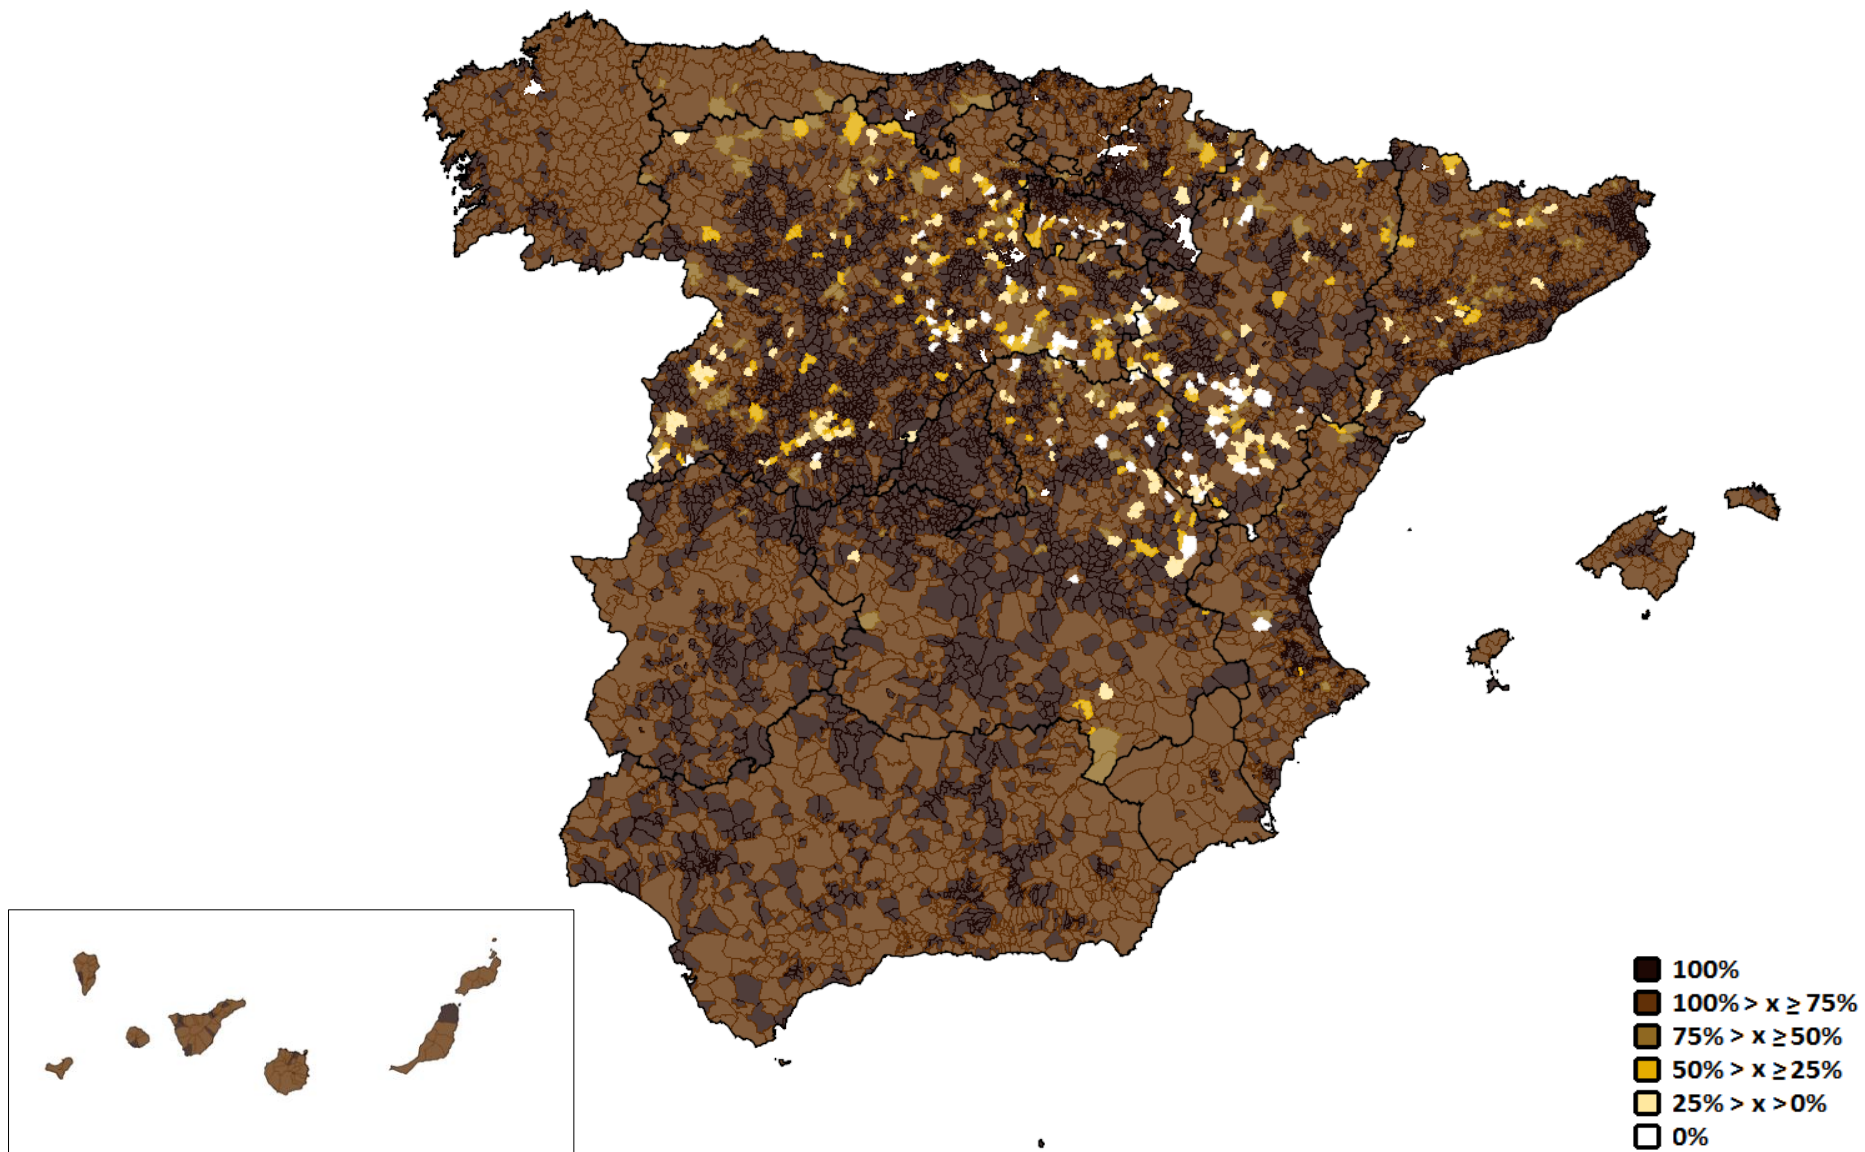 100%
100% > x ≥ 75%
75% > x ≥ 50%
50% > x ≥ 25%
25% > x > 0%
0%